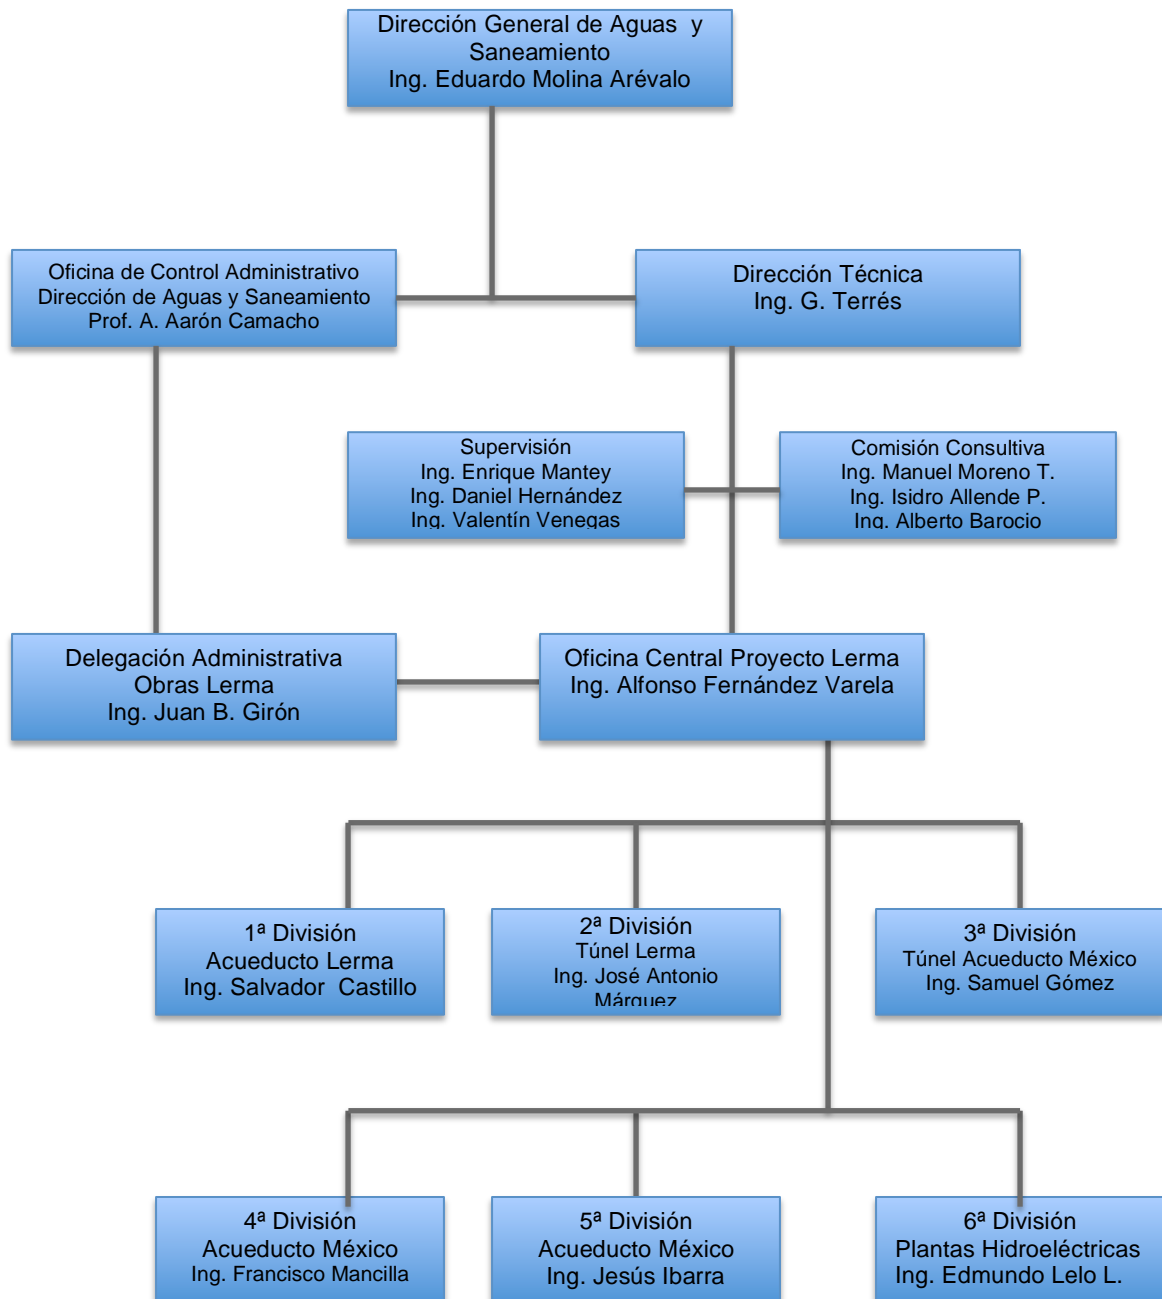 Dirección General de Aguas y
Saneamiento
Ing. Eduardo Molina Arévalo
Oficina de Control Administrativo
Dirección de Aguas y Saneamiento
Prof. A. Aarón Camacho
Dirección Técnica
Ing. G. Terrés
Supervisión
Ing. Enrique Mantey
Ing. Daniel Hernández
Ing. Valentín Venegas
Comisión Consultiva
Ing. Manuel Moreno T.
Ing. Isidro Allende P.
Ing. Alberto Barocio
Delegación Administrativa
Obras Lerma
Ing. Juan B. Girón
Oficina Central Proyecto Lerma
Ing. Alfonso Fernández Varela
1ª División
Acueducto Lerma
Ing. Salvador Castillo
2ª División
Túnel Lerma
Ing. José Antonio
Márquez
3ª División
Túnel Acueducto México
Ing. Samuel Gómez
4ª División
Acueducto México
Ing. Francisco Mancilla
5ª División
Acueducto México
Ing. Jesús Ibarra
6ª División
Plantas Hidroeléctricas
Ing. Edmundo Lelo L.